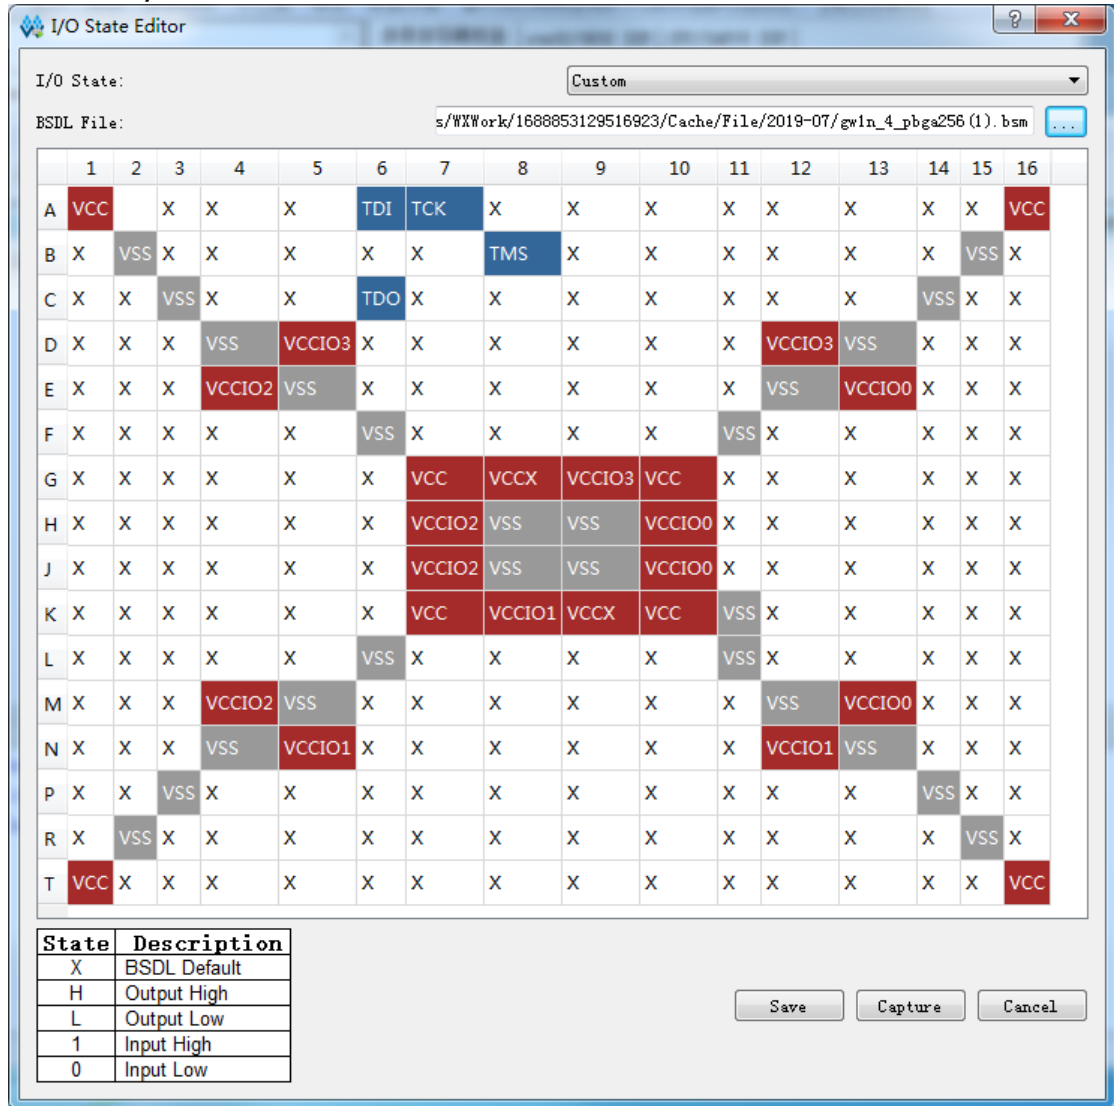 I/O State Editor
I/O State:
Custom
BSDL File:
s/WXWork/1688853129516923/Cache/File/2019-07/gw1n_4_pbga256(1).bsm
...
1 2 3 4 5 6 7 8 9 10 11 12 13 14 15 16
A VCC X X X TDI TCK X X X X X X X X VCC
B X VSS X X X X X TMS X X X X X X VSS X
C X X VSS X X TDO X X X X X X X VSS X X
D X X X VSS VCCIO3 X X X X X X VCCIO3 VSS X X X
E X X X VCCIO2 VSS X X X X X X VSS VCCIO0 X X X
F X X X X X VSS X X X X VSS X X X X X
G X X X X X X VCC VCCX VCCIO3 VCC X X X X X X
H X X X X X X VCCIO2 VSS VSS VCCIO0 X X X X X X
J X X X X X X VCCIO2 VSS VSS VCCIO0 X X X X X X
K X X X X X X VCC VCCIO1 VCCX VCC VSS X X X X X
L X X X X X VSS X X X X VSS X X X X X
M X X X VCCIO2 VSS X X X X X X VSS VCCIO0 X X X
N X X X VSS VCCIO1 X X X X X X VCCIO1 VSS X X X
P X X VSS X X X X X X X X X X VSS X X
R X VSS X X X X X X X X X X X X VSS X
T VCC X X X X X X X X X X X X X X VCC
State Description
X BSDL Default
H Output High
L Output Low
1 Input High
0 Input Low
Save Capture Cancel